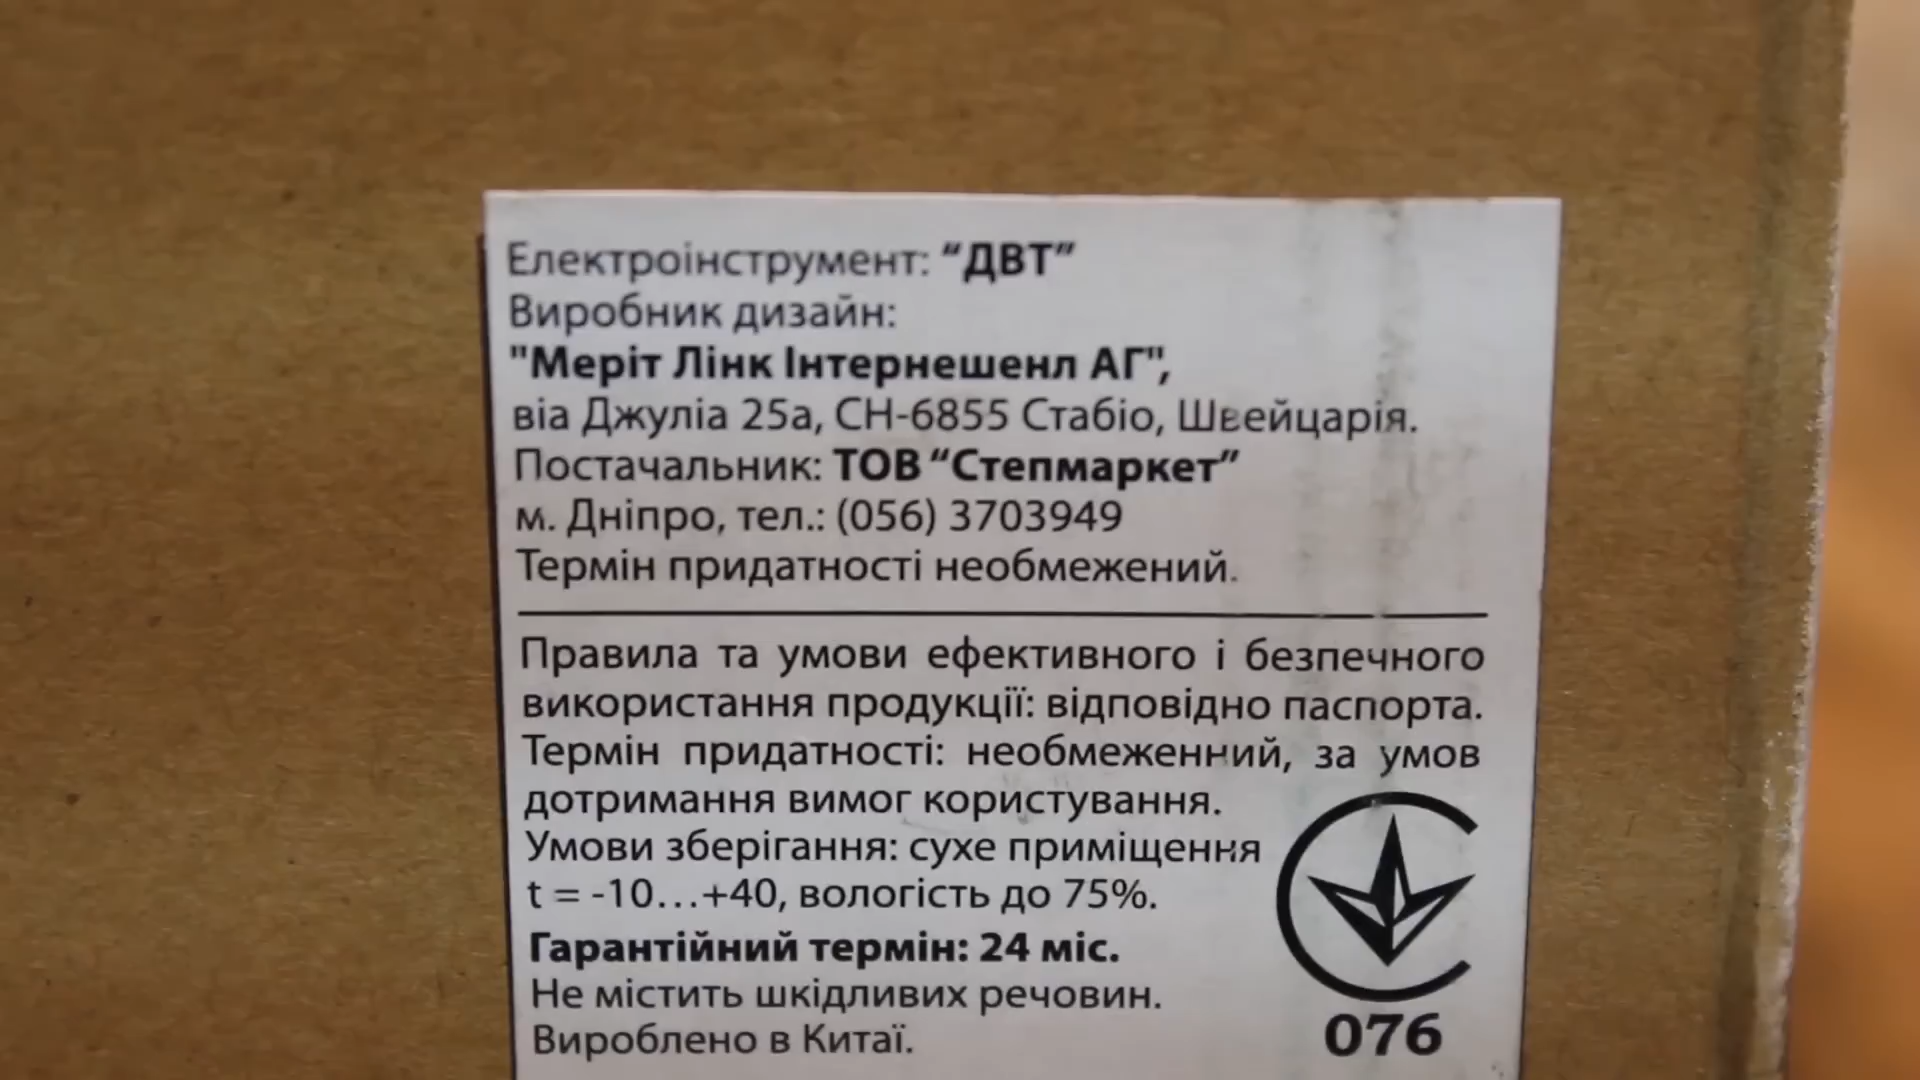 Електроінструмент: “ДВТ”
Виробник дизайн:
"Меріт Лінк Інтернешенл АГ",
віа Джуліа 25а, СН-6855 Стабіо, Швейцарія.
Постачальник: ТОВ “Степмаркет”
м. Дніпро, тел.: (056) 3703949
Термін придатності необмежений.
Правила та умови ефективного і безпечного
використання продукції: відповідно паспорта.
Термін придатності: необмеженний, за умов
дотримання вимог користування.
Умови зберігання: сухе приміщення
t = -10...+40, вологість до 75%.
Гарантійний термін: 24 міс.
Не містить шкідливих речовин.
Вироблено в Китаї.
076